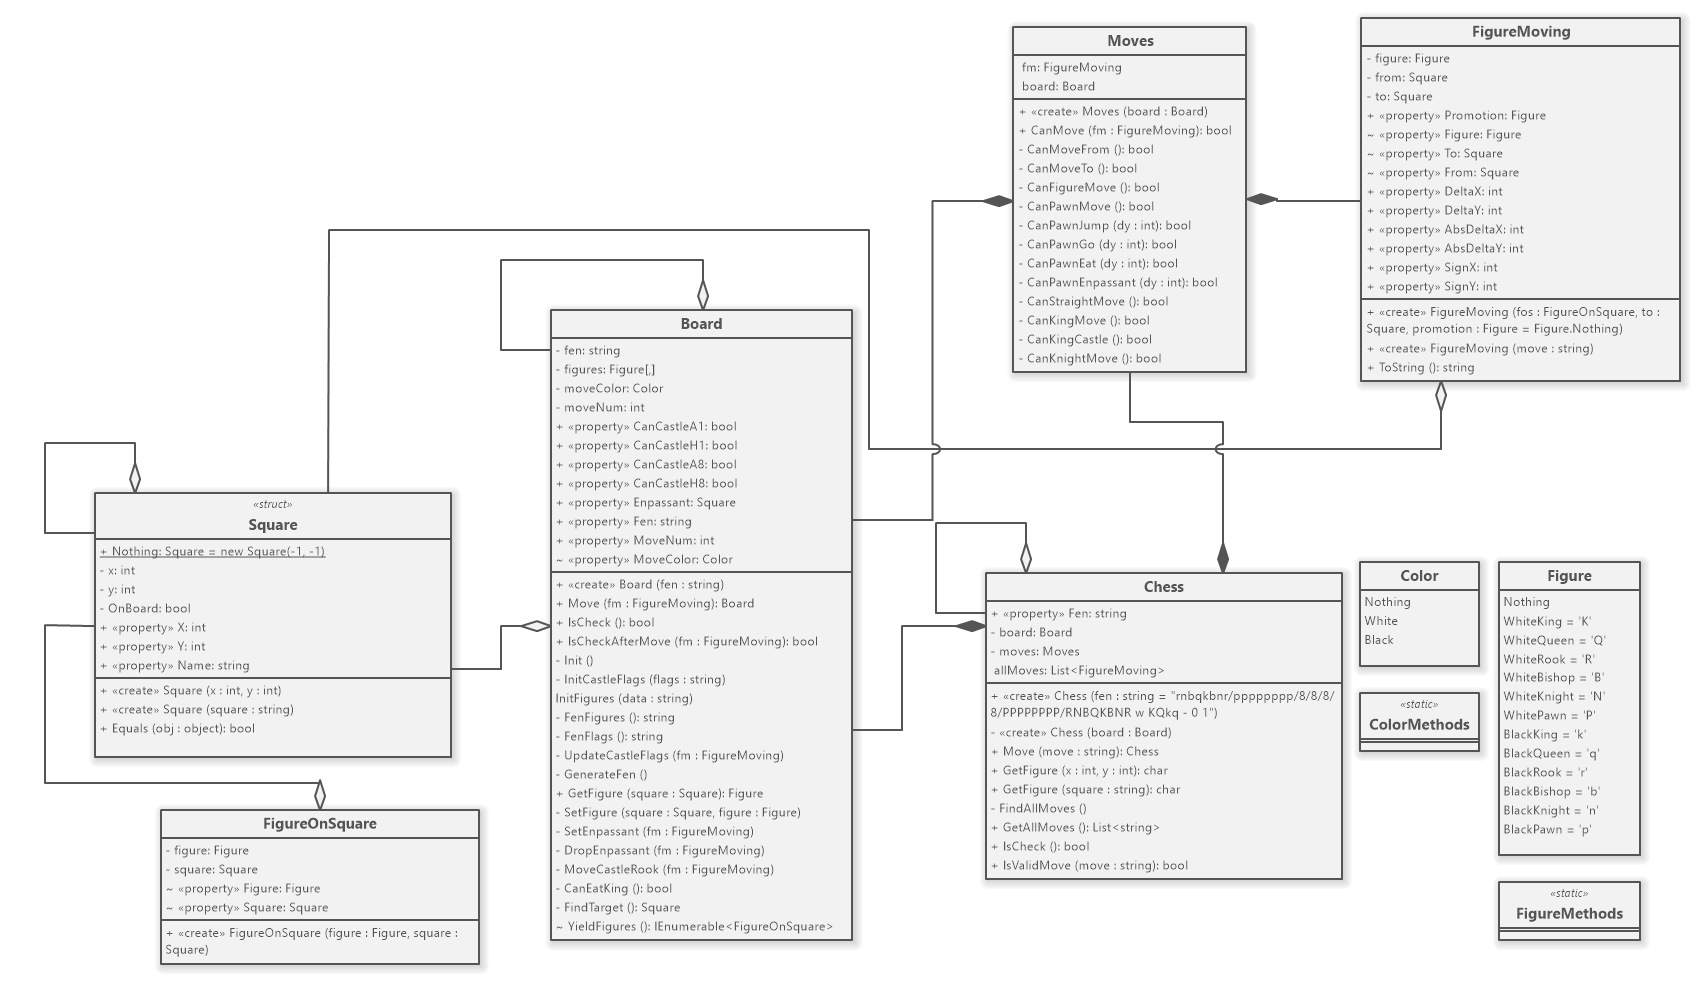 Moves
fm: FigureMoving
board: Board
+ «create» Moves (board : Board)
+ CanMove (fm : FigureMoving): bool
- CanMoveFrom (): bool
- CanMoveTo (): bool
- CanFigureMove (): bool
- CanPawnMove (): bool
- CanPawnJump (dy : int): bool
- CanPawnGo (dy : int): bool
- CanPawnEat (dy : int): bool
- CanPawnEnpassant (dy : int): bool
- CanStraightMove (): bool
- CanKingMove (): bool
- CanKingCastle (): bool
- CanKnightMove (): bool
FigureMoving
- figure: Figure
- from: Square
- to: Square
+ «property» Promotion: Figure
~ «property» Figure: Figure
~ «property» To: Square
~ «property» From: Square
+ «property» DeltaX: int
+ «property» DeltaY: int
+ «property» AbsDeltaX: int
+ «property» AbsDeltaY: int
+ «property» SignX: int
+ «property» SignY: int
+ «create» FigureMoving (fos : FigureOnSquare, to :
Square, promotion : Figure = Figure.Nothing)
+ «create» FigureMoving (move : string)
+ ToString (): string
Board
- fen: string
- figures: Figure[,]
- moveColor: Color
- moveNum: int
+ «property» CanCastleA1: bool
+ «property» CanCastleH1: bool
+ «property» CanCastleA8: bool
+ «property» CanCastleH8: bool
+ «property» Enpassant: Square
+ «property» Fen: string
+ «property» MoveNum: int
~ «property» MoveColor: Color
+ «create» Board (fen : string)
+ Move (fm : FigureMoving): Board
+ IsCheck (): bool
+ IsCheckAfterMove (fm : FigureMoving): bool
- Init ()
- InitCastleFlags (flags : string)
InitFigures (data : string)
- FenFigures (): string
- FenFlags (): string
- UpdateCastleFlags (fm : FigureMoving)
- GenerateFen ()
+ GetFigure (square : Square): Figure
- SetFigure (square : Square, figure : Figure)
- SetEnpassant (fm : FigureMoving)
- DropEnpassant (fm : FigureMoving)
- MoveCastleRook (fm : FigureMoving)
- CanEatKing (): bool
- FindTarget (): Square
~ YieldFigures (): IEnumerable<FigureOnSquare>
«struct»
Square
+ Nothing: Square = new Square(-1, -1)
- x: int
- y: int
- OnBoard: bool
+ «property» X: int
+ «property» Y: int
+ «property» Name: string
+ «create» Square (x : int, y : int)
+ «create» Square (square : string)
+ Equals (obj : object): bool
FigureOnSquare
- figure: Figure
- square: Square
~ «property» Figure: Figure
~ «property» Square: Square
+ «create» FigureOnSquare (figure : Figure, square :
Square)
Chess
+ «property» Fen: string
- board: Board
- moves: Moves
allMoves: List<FigureMoving>
+ «create» Chess (fen : string = "rnbqkbnr/pppppppp/8/8/8/
8/PPPPPPPP/RNBQKBNR w KQkq - 0 1")
- «create» Chess (board : Board)
+ Move (move : string): Chess
+ GetFigure (x : int, y : int): char
+ GetFigure (square : string): char
- FindAllMoves ()
+ GetAllMoves (): List<string>
+ IsCheck (): bool
+ IsValidMove (move : string): bool
Color
Nothing
White
Black
«static»
ColorMethods
Figure
Nothing
WhiteKing = 'K'
WhiteQueen = 'Q'
WhiteRook = 'R'
WhiteBishop = 'B'
WhiteKnight = 'N'
WhitePawn = 'P'
BlackKing = 'k'
BlackQueen = 'q'
BlackRook = 'r'
BlackBishop = 'b'
BlackKnight = 'n'
BlackPawn = 'p'
«static»
FigureMethods